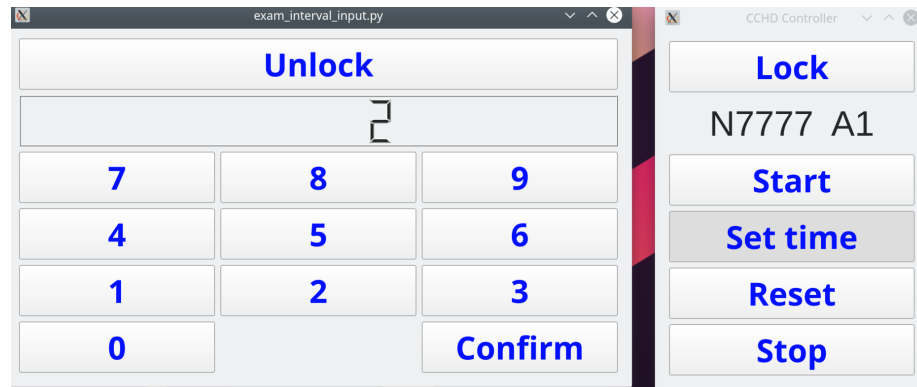 exam_interval_input.py
Unlock
2
7 8 9
4 5 6
1 2 3
0 Confirm
CCHD Controller
Lock
N7777 A1
Start
Set time
Reset
Stop